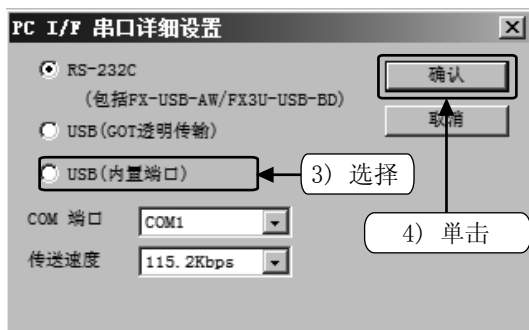 PC I/F 串口详细设置
RS-232C
(包括FX-USB-AW/FX3U-USB-BD)
USB(GOT透明传输)
USB(内置端口)
COM 端口
COM1
传送速度
115.2Kbps
确认
取消
3) 选择
4) 单击